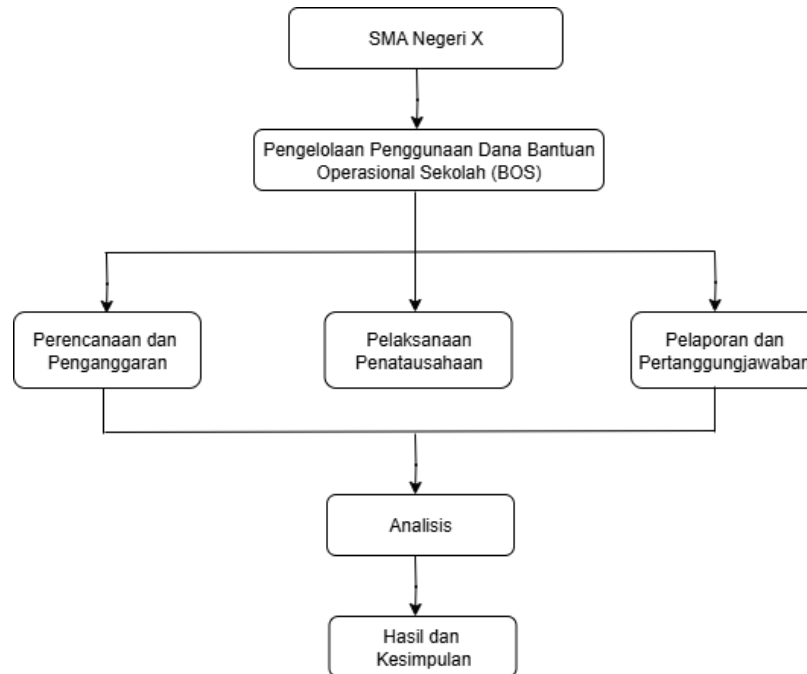 SMA Negeri X
Pengelolaan Penggunaan Dana Bantuan
Operasional Sekolah (BOS)
Perencanaan dan
Penganggaran
Pelaksanaan
Penatausahaan
Pelaporan dan
Pertanggungjawaban
Analisis
Hasil dan
Kesimpulan